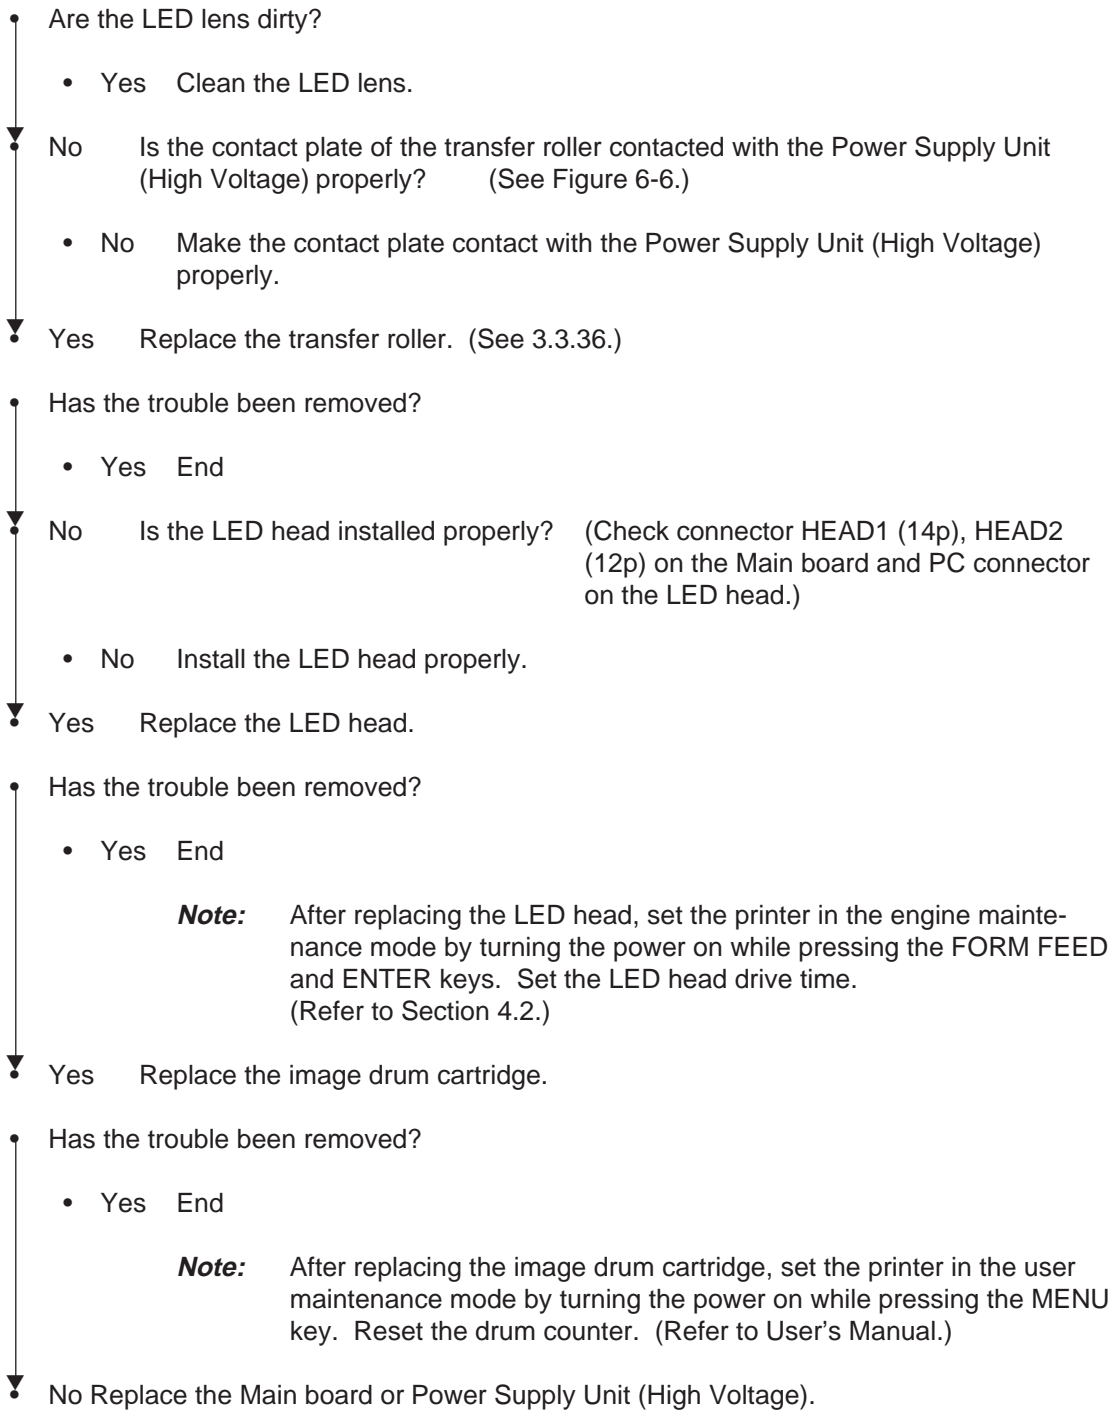 • Are the LED lens dirty?
• Yes Clean the LED lens.
• No Is the contact plate of the transfer roller contacted with the Power Supply Unit
(High Voltage) properly? (See Figure 6-6.)
• No Make the contact plate contact with the Power Supply Unit (High Voltage)
properly.
• Yes Replace the transfer roller. (See 3.3.36.)
• Has the trouble been removed?
• Yes End
• No Is the LED head installed properly? (Check connector HEAD1 (14p), HEAD2
(12p) on the Main board and PC connector
on the LED head.)
• No Install the LED head properly.
• Yes Replace the LED head.
• Has the trouble been removed?
• Yes End
Note: After replacing the LED head, set the printer in the engine mainte-
nance mode by turning the power on while pressing the FORM FEED
and ENTER keys. Set the LED head drive time.
(Refer to Section 4.2.)
• Yes Replace the image drum cartridge.
• Has the trouble been removed?
• Yes End
Note: After replacing the image drum cartridge, set the printer in the user
maintenance mode by turning the power on while pressing the MENU
key. Reset the drum counter. (Refer to User's Manual.)
• No Replace the Main board or Power Supply Unit (High Voltage).